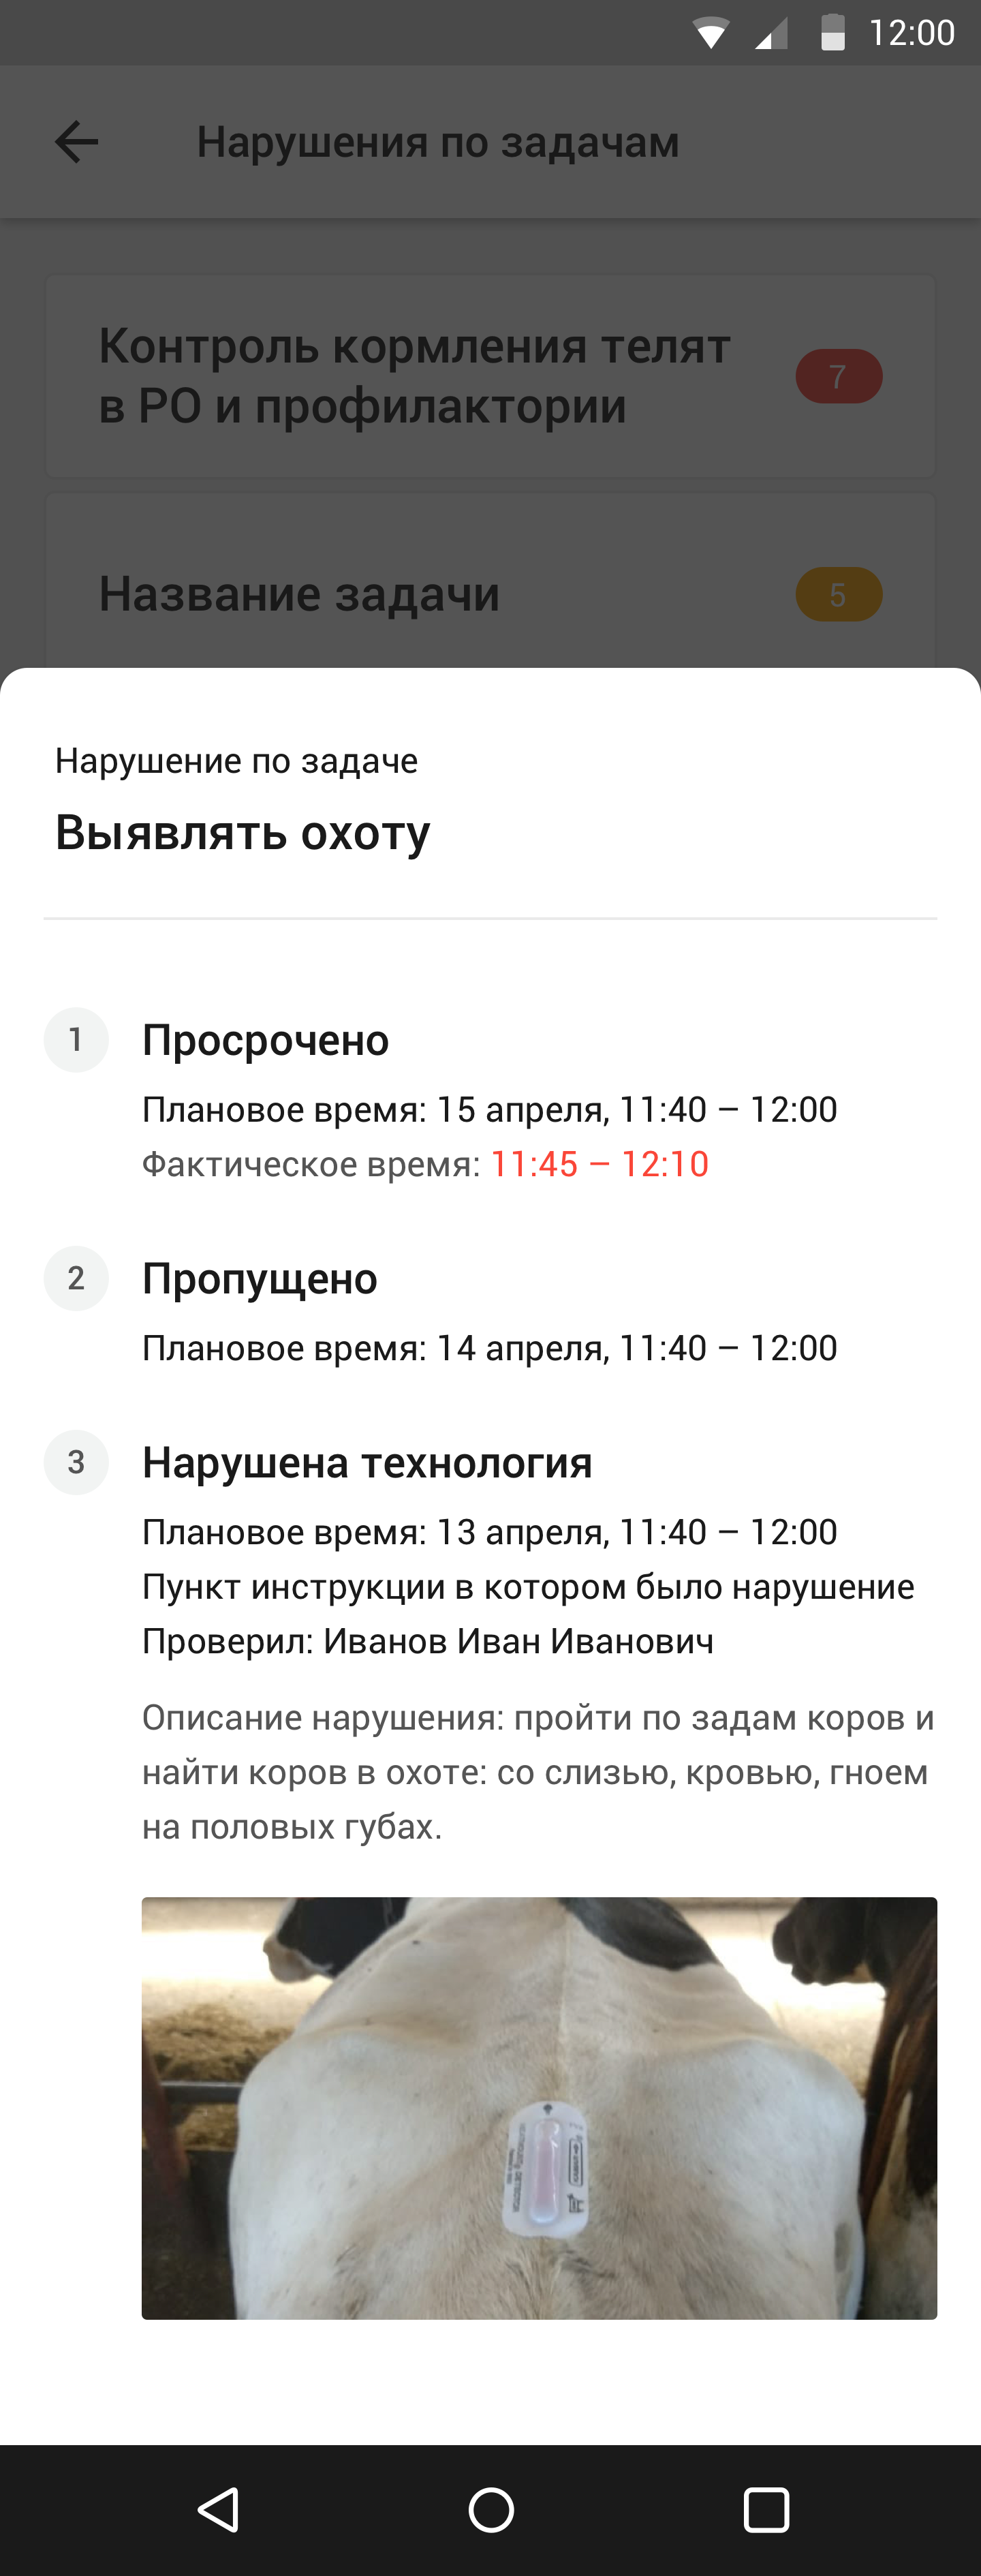 12:00
Нарушения по задачам
Контроль кормления телят
в РО и профилактории
7
Название задачи
5
Нарушение по задаче
Выявлять охоту
1
Просрочено
Плановое время: 15 апреля, 11:40 – 12:00
Фактическое время: 11:45 – 12:10
2
Пропущено
Плановое время: 14 апреля, 11:40 – 12:00
3
Нарушена технология
Плановое время: 13 апреля, 11:40 – 12:00
Пункт инструкции в котором было нарушение
Проверил: Иванов Иван Иванович
Описание нарушения: пройти по задам коров и
найти коров в охоте: со слизью, кровью, гноем
на половых губах.